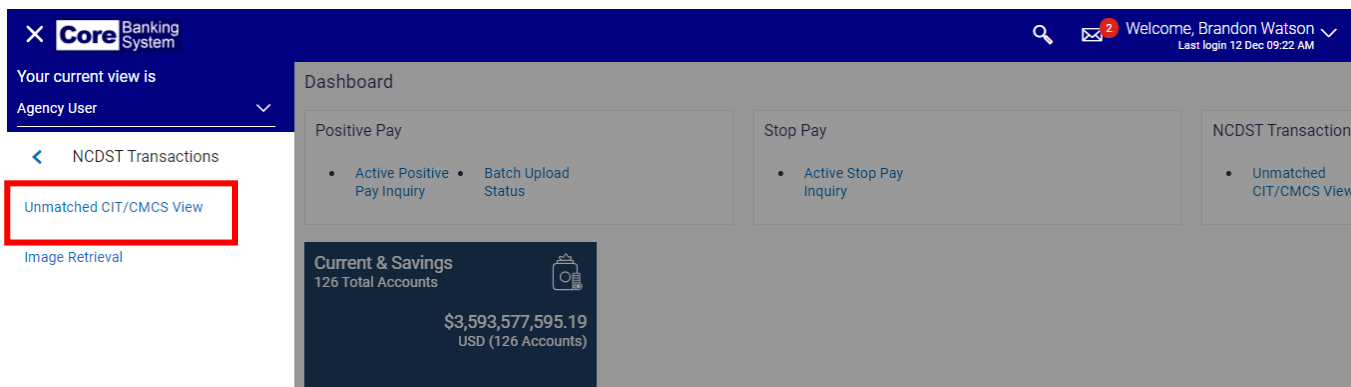 Core Banking
System
2
Welcome, Brandon Watson
Last login 12 Dec 09:22 AM
Your current view is
Agency User
NCDST Transactions
Unmatched CIT/CMCS View
Image Retrieval
Dashboard
Positive Pay
• Active Positive
Pay Inquiry
• Batch Upload
Status
Stop Pay
• Active Stop Pay
Inquiry
NCDST Transaction
• Unmatched
CIT/CMCS View
Current & Savings
126 Total Accounts
$3,593,577,595.19
USD (126 Accounts)